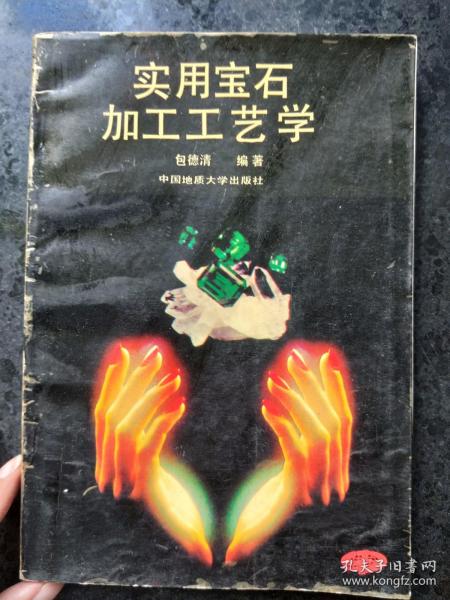 实用宝石
加工工艺学
包德清 编著
中国地质大学出版社
孔夫子旧书网
www.kongfz.com